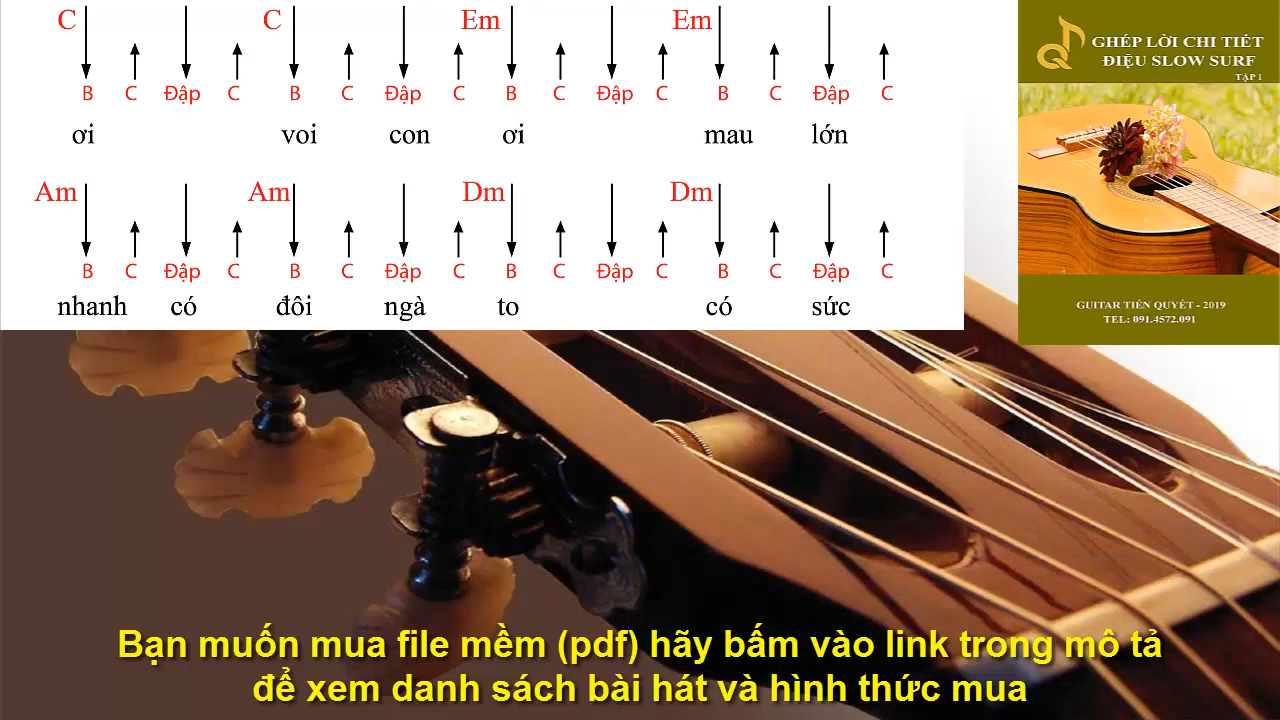 C C Em Em
B C Đập C B C Đập C B C Đập C B C Đập C
ơi voi con ơi mau lớn
Am Am Dm Dm
B C Đập C B C Đập C B C Đập C B C Đập C
nhanh có đôi ngà to có sức
GHÉP LỜI CHI TIẾT
ĐIỆU SLOW SURF
TẬP 1
GUITAR TIẾN QUYẾT - 2019
TEL: 091.4572.091
Bạn muốn mua file mềm (pdf) hãy bấm vào link trong mô tả
để xem danh sách bài hát và hình thức mua